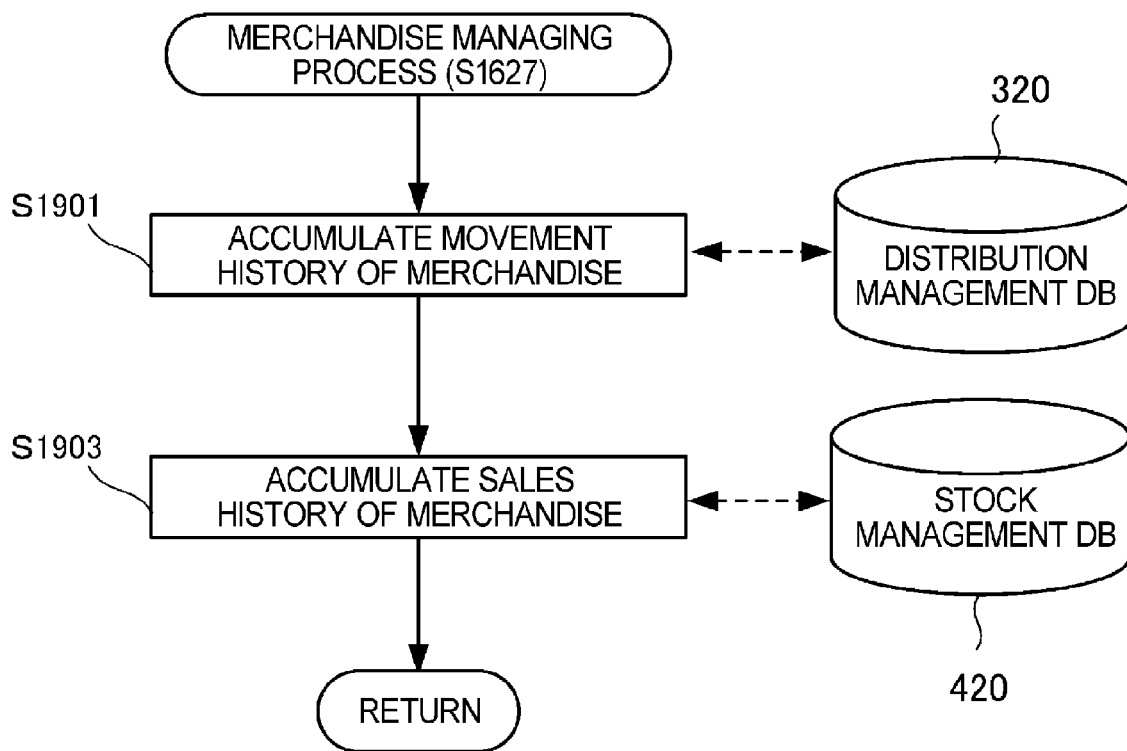 MERCHANDISE MANAGING
PROCESS (S1627)
320
S1901
ACCUMULATE MOVEMENT
HISTORY OF MERCHANDISE
DISTRIBUTION
MANAGEMENT DB
S1903
ACCUMULATE SALES
HISTORY OF MERCHANDISE
STOCK
MANAGEMENT DB
420
RETURN